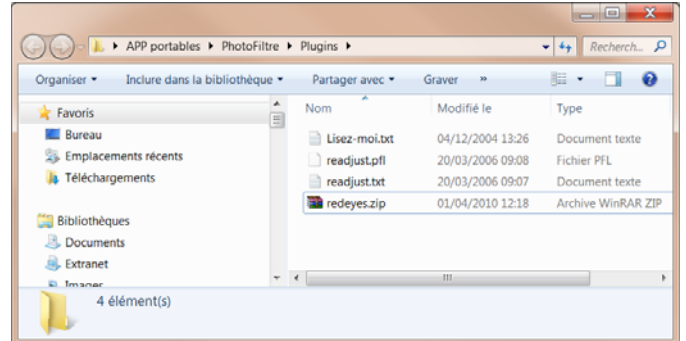 APP portables PhotoFiltre Plugins Recherch...
Organiser Inclure dans la bibliothèque Partager avec Graver »
Favoris
Bureau
Emplacements récents
Téléchargements
Bibliothèques
Documents
Extranet
Images
Nom Modifié le Type
Lisez-moi.txt 04/12/2004 13:26 Document texte
readjust.pfl 20/03/2006 09:08 Fichier PFL
readjust.txt 20/03/2006 09:07 Document texte
redeyes.zip 01/04/2010 12:18 Archive WinRAR ZIP
4 élément(s)